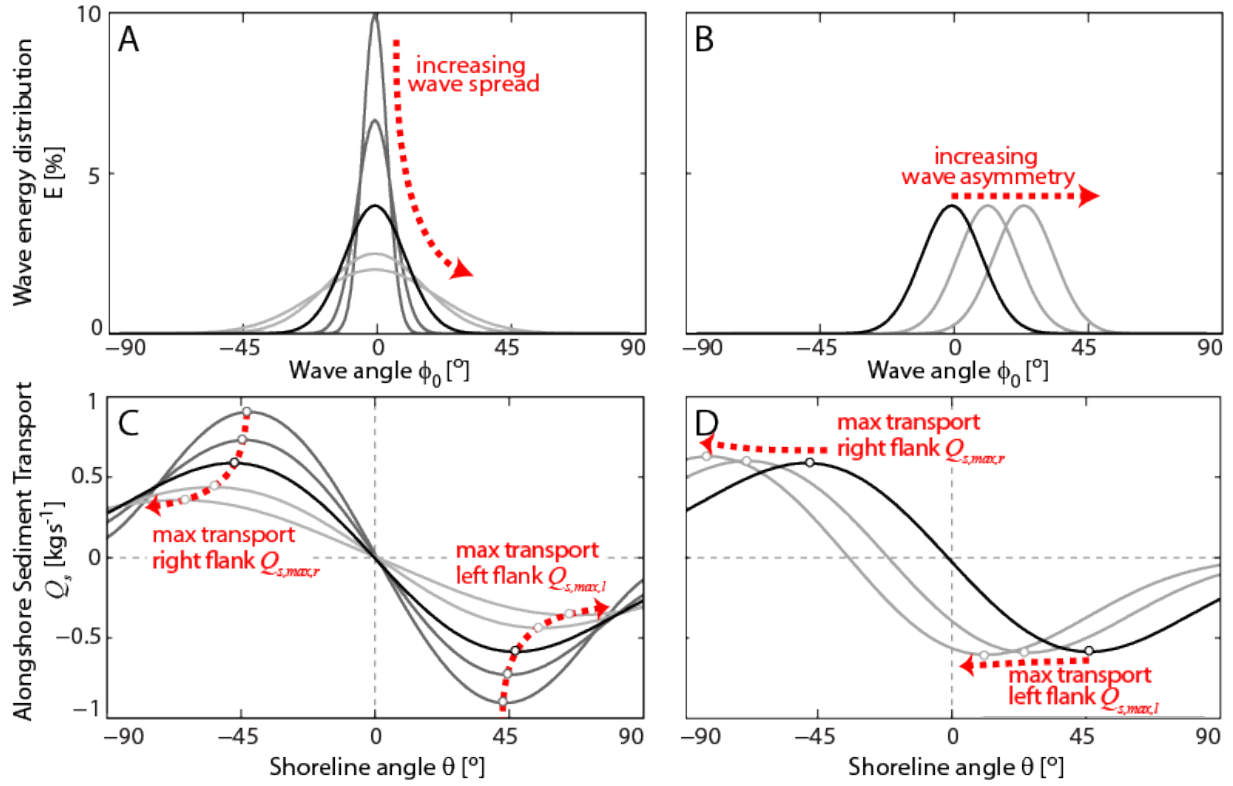 A
B
Wave energy distribution
E [%]
10
5
0
increasing
wave spread
increasing
wave asymmetry
−90
−45
0
45
90
Wave angle ϕ0 [º]
−90
−45
0
45
90
Wave angle ϕ0 [º]
C
D
Alongshore Sediment Transport
Qs [kgs-1]
1
0.5
0
−0.5
−1
max transport
right flank Qs,max,r
max transport
left flank Qs,max,l
max transport
right flank Qs,max,r
max transport
left flank Qs,max,l
−90
−45
0
45
90
Shoreline angle θ [º]
−90
−45
0
45
90
Shoreline angle θ [º]